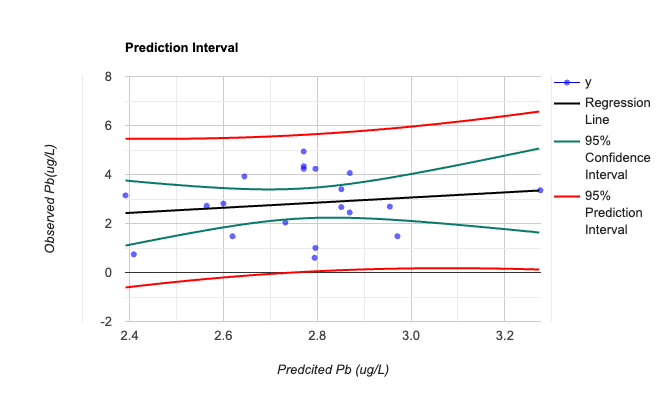 Prediction Interval
8
6
4
2
0
-2
2.4 2.6 2.8 3.0 3.2
Observed Pb(ug/L)
Predcited Pb (ug/L)
y
Regression
Line
95%
Confidence
Interval
95%
Prediction
Interval